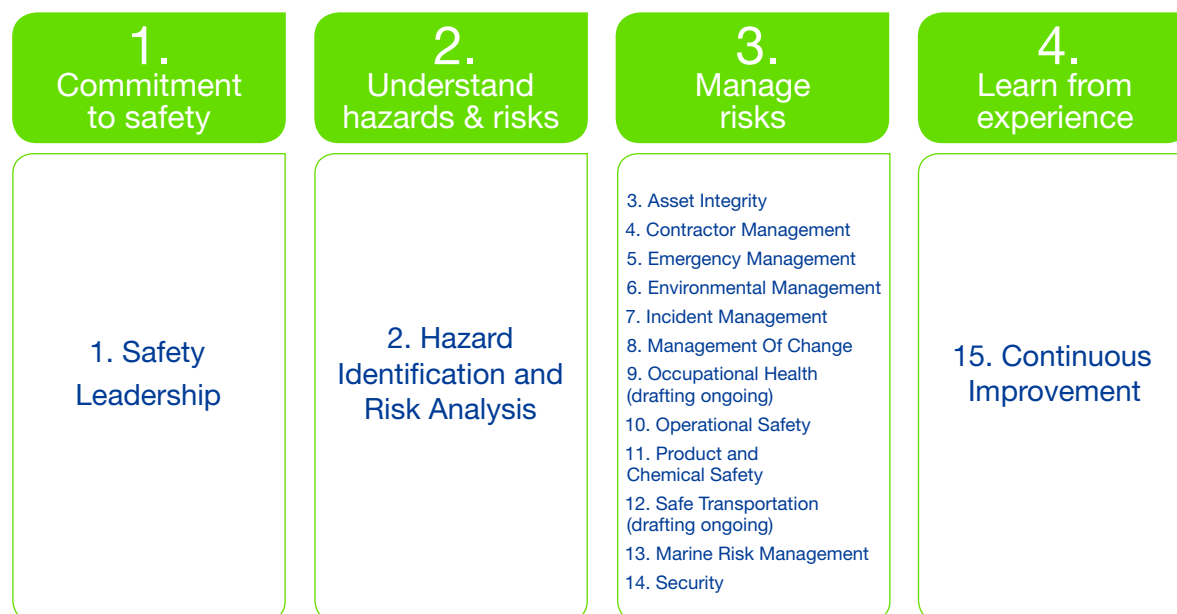 1.
Commitment
to safety
1. Safety
Leadership
2.
Understand
hazards & risks
2. Hazard
Identification and
Risk Analysis
3.
Manage
risks
3. Asset Integrity
4. Contractor Management
5. Emergency Management
6. Environmental Management
7. Incident Management
8. Management Of Change
9. Occupational Health
(drafting ongoing)
10. Operational Safety
11. Product and
Chemical Safety
12. Safe Transportation
(drafting ongoing)
13. Marine Risk Management
14. Security
4.
Learn from
experience
15. Continuous
Improvement